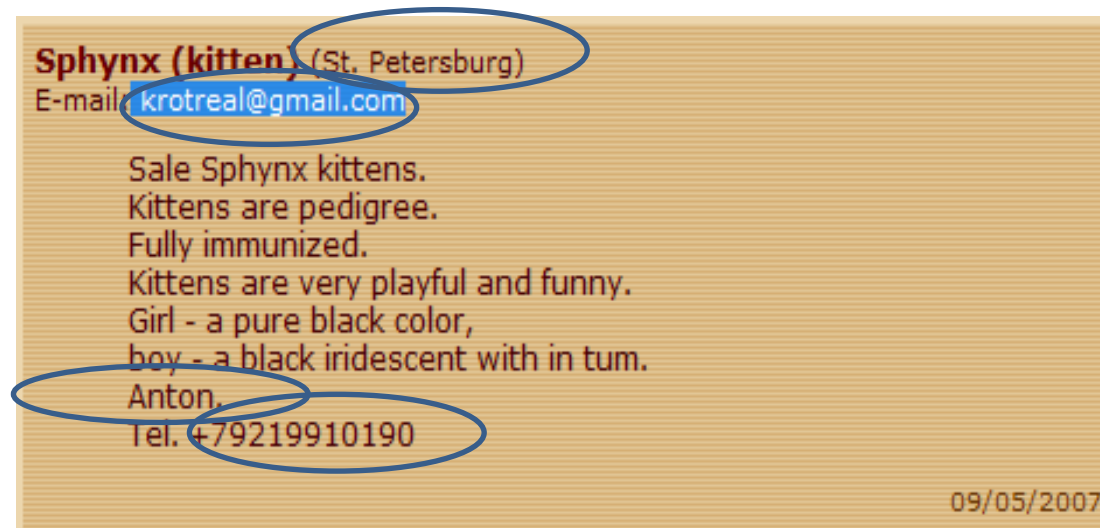 Sphynx (kitten) (St. Petersburg)
E-mail: krotreal@gmail.com
Sale Sphynx kittens.
Kittens are pedigree.
Fully immunized.
Kittens are very playful and funny.
Girl - a pure black color,
boy - a black iridescent with in tum.
Anton.
Tel. +79219910190
09/05/2007